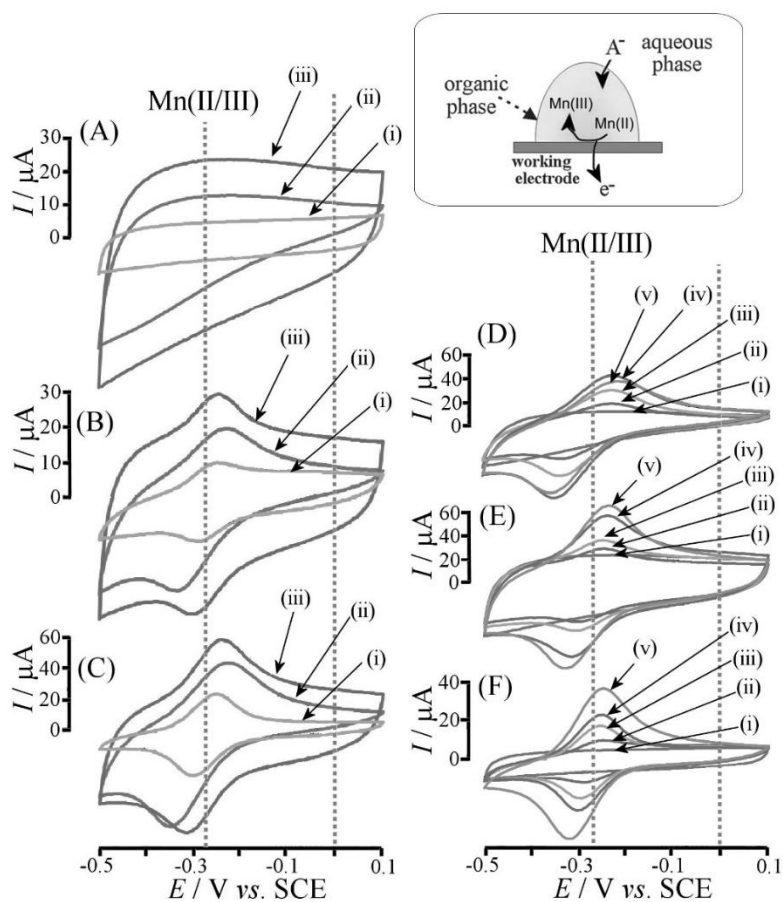 A⁻ aqueous
phase
organic
phase
Mn(III)
Mn(II)
working
electrode
e⁻
Mn(II/III)
(A)
(iii)
(ii)
(i)
I / μA
30
20
10
0
(B)
(iii)
(ii)
(i)
I / μA
30
20
10
0
(C)
(iii)
(ii)
(i)
I / μA
60
40
20
0
-0.5 -0.3 -0.1 0.1
E / V vs. SCE
Mn(II/III)
(D)
(v)
(iv)
(iii)
(ii)
(i)
I / μA
60
40
20
0
(E)
(v)
(iv)
(iii)
(ii)
(i)
I / μA
60
40
20
0
(F)
(v)
(iv)
(iii)
(ii)
(i)
I / μA
40
20
0
-0.5 -0.3 -0.1 0.1
E / V vs. SCE